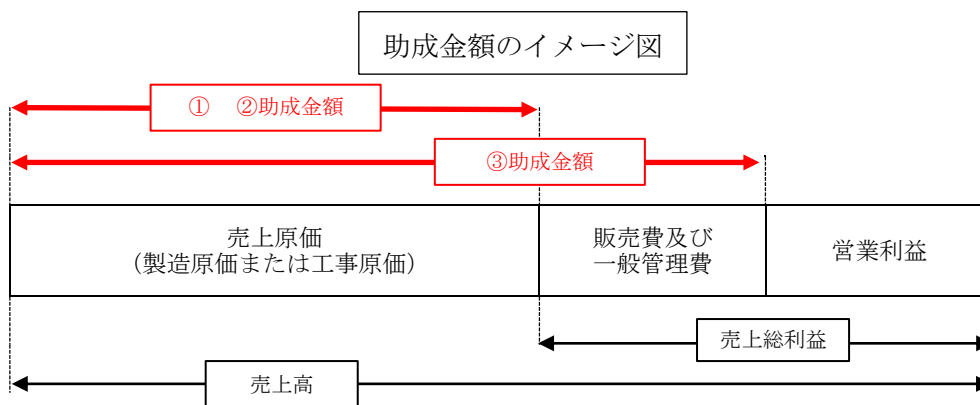 助成金額のイメージ図
① ②助成金額
③助成金額
売上原価
（製造原価または工事原価）
販売費及び
一般管理費
営業利益
売上総利益
売上高